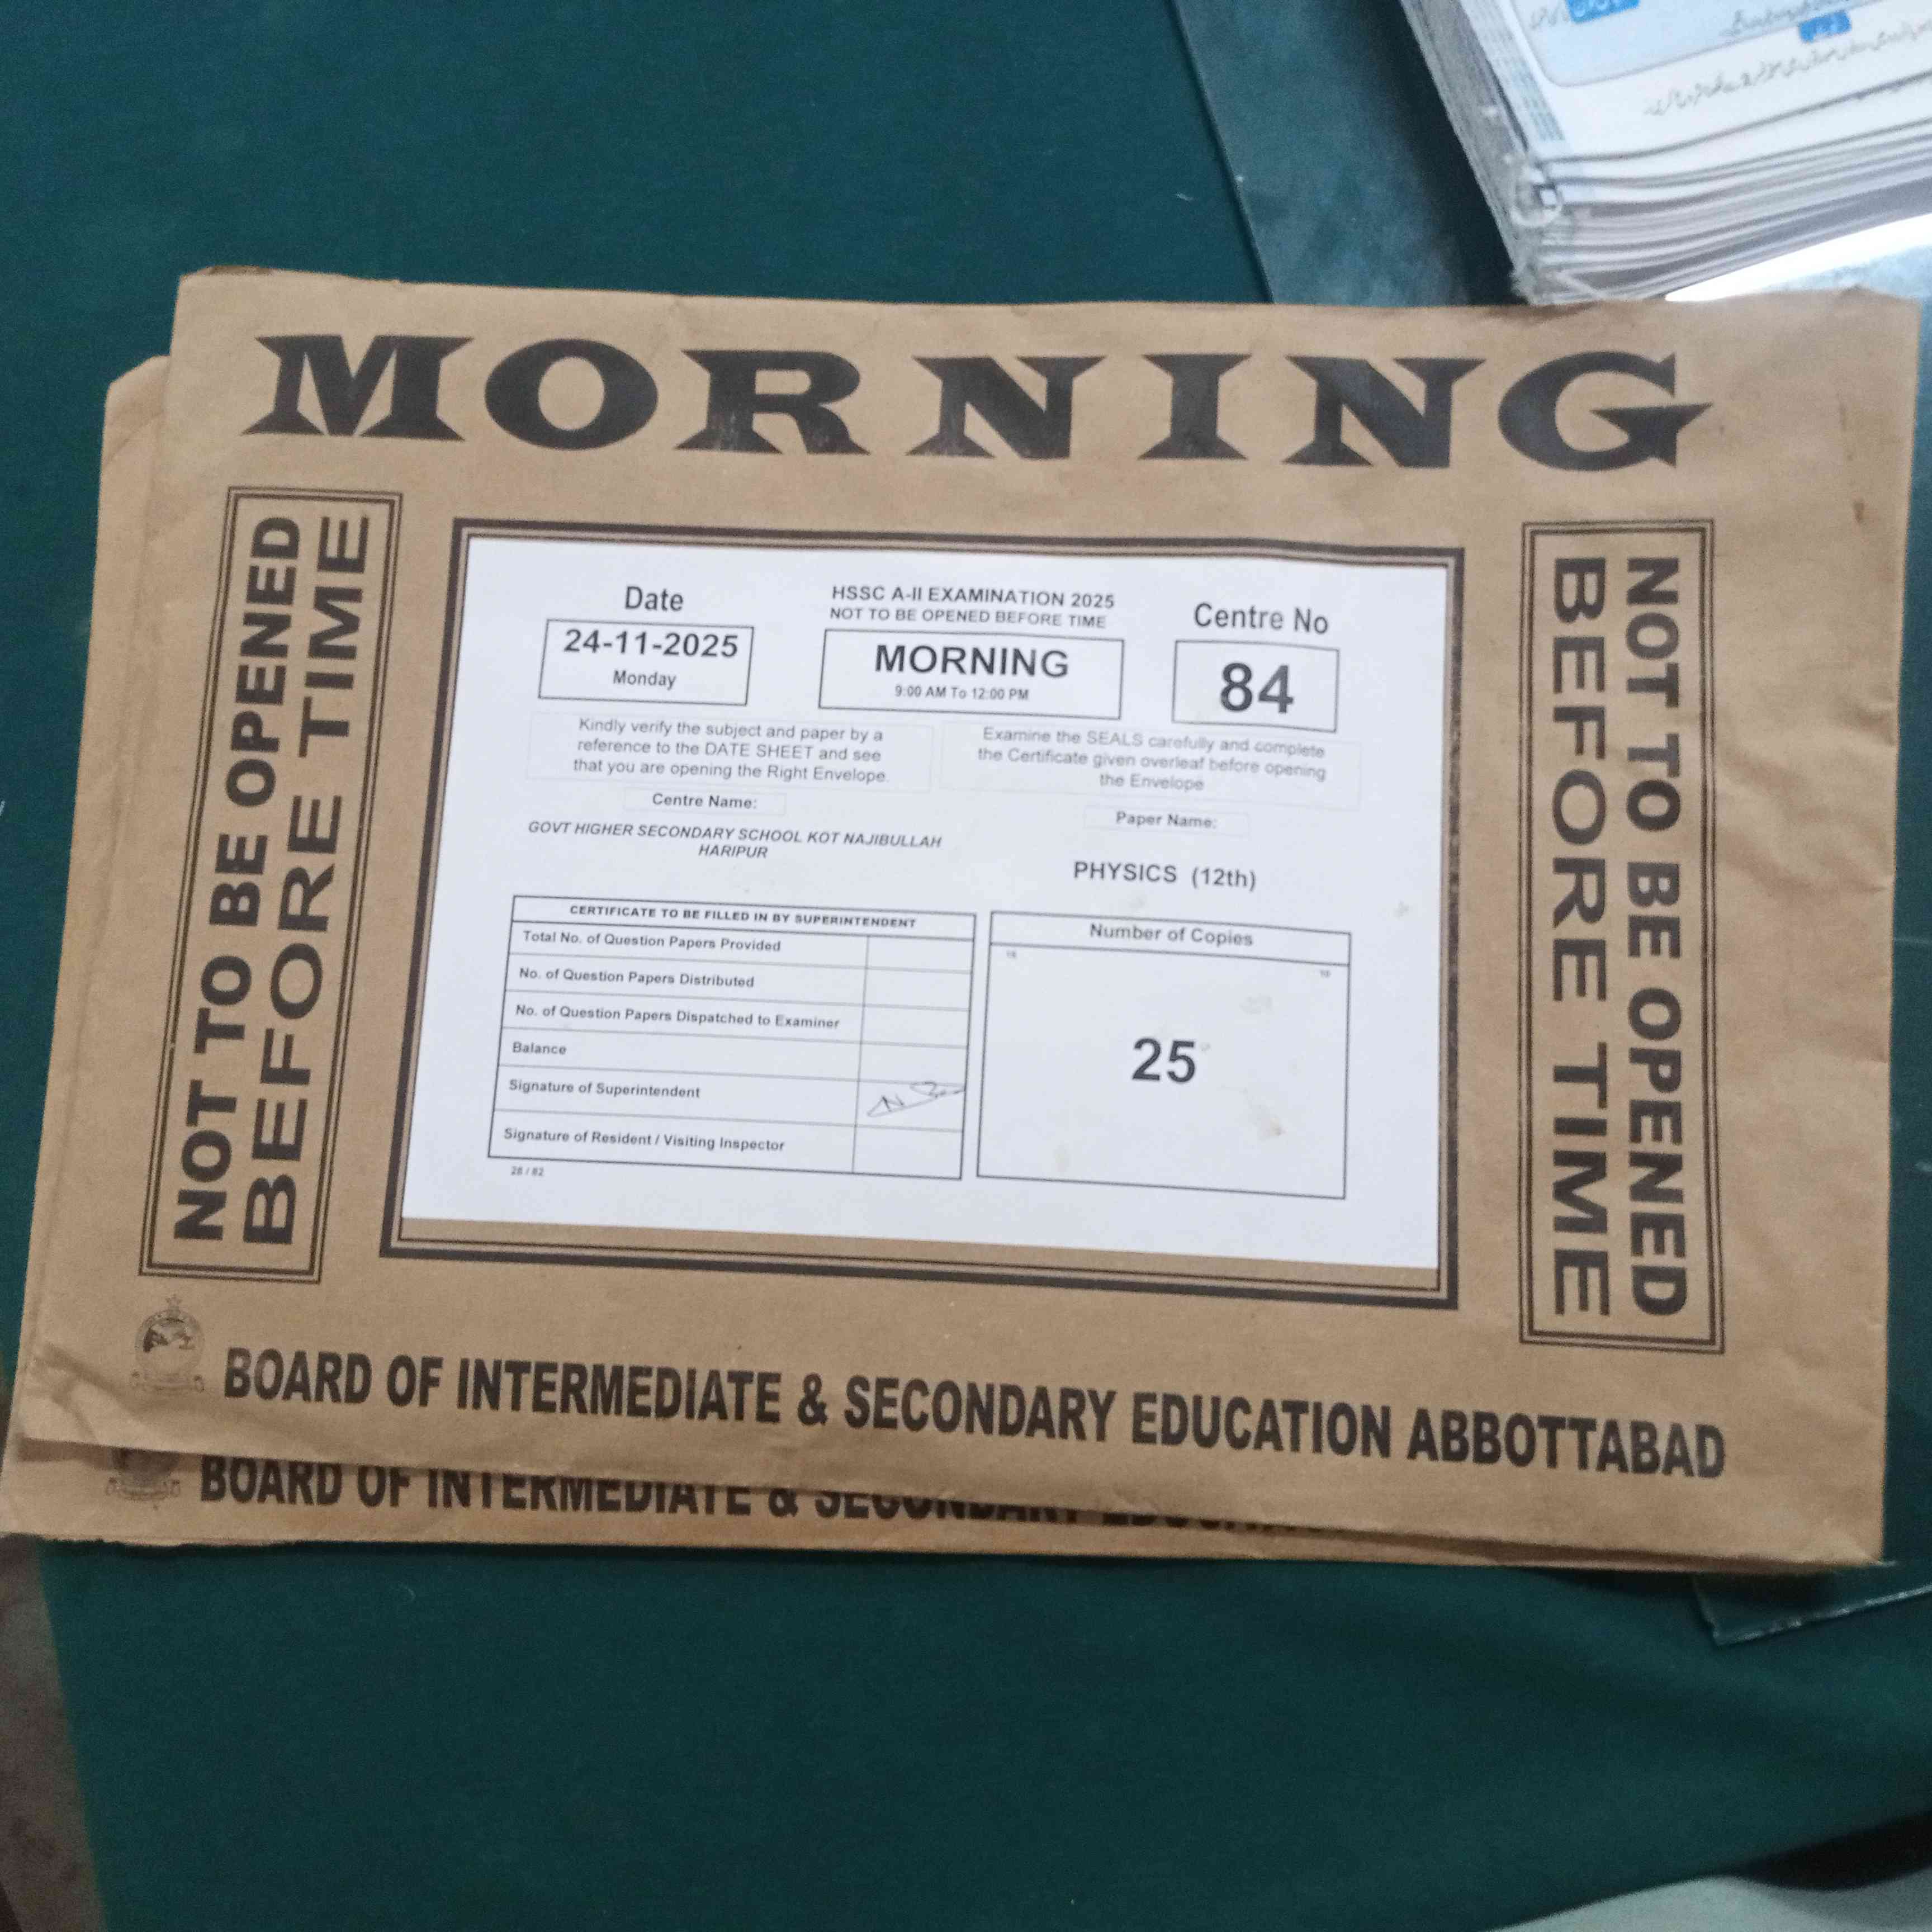 MORNING
NOT TO BE OPENED
BEFORE TIME
Date
24-11-2025
Monday
HSSC A-II EXAMINATION 2025
NOT TO BE OPENED BEFORE TIME
MORNING
9:00 AM To 12:00 PM
Centre No
84
Kindly verify the subject and paper by a
reference to the DATE SHEET and see
that you are opening the Right Envelope.
Examine the SEALS carefully and complete
the Certificate given overleaf before opening
the Envelope
Centre Name:
GOVT HIGHER SECONDARY SCHOOL KOT NAJIBULLAH
HARIPUR
Paper Name:
PHYSICS (12th)
CERTIFICATE TO BE FILLED IN BY SUPERINTENDENT
Total No. of Question Papers Provided
No. of Question Papers Distributed
No. of Question Papers Dispatched to Examiner
Balance
Signature of Superintendent
Signature of Resident / Visiting Inspector
28 / 82
Number of Copies
25
NOT TO BE OPENED
BEFORE TIME
BOARD OF INTERMEDIATE & SECONDARY EDUCATION ABBOTTABAD
BOARD OF INTERMEDIATE & SECONDARY